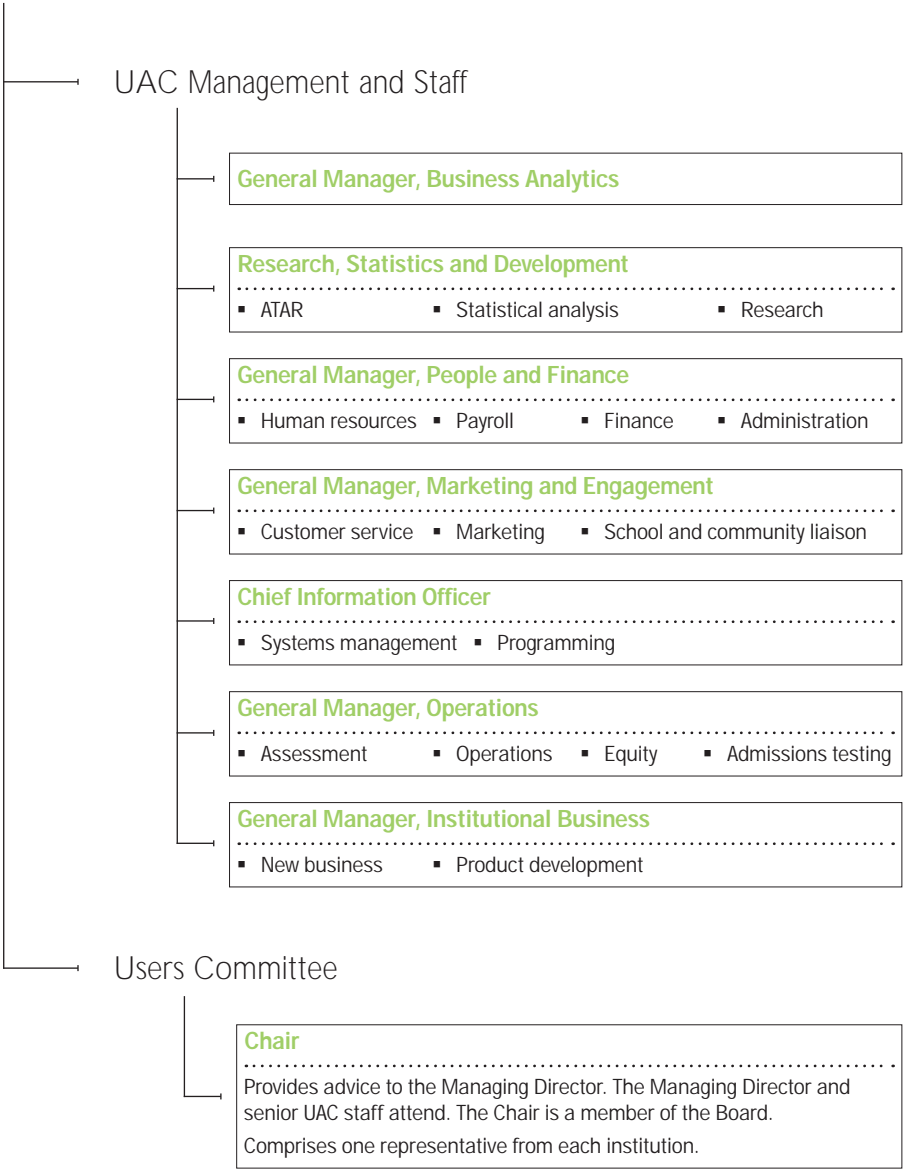 UAC Management and Staff
General Manager, Business Analytics
Research, Statistics and Development
▪ ATAR ▪ Statistical analysis ▪ Research
General Manager, People and Finance
▪ Human resources ▪ Payroll ▪ Finance ▪ Administration
General Manager, Marketing and Engagement
▪ Customer service ▪ Marketing ▪ School and community liaison
Chief Information Officer
▪ Systems management ▪ Programming
General Manager, Operations
▪ Assessment ▪ Operations ▪ Equity ▪ Admissions testing
General Manager, Institutional Business
▪ New business ▪ Product development
Users Committee
Chair
Provides advice to the Managing Director. The Managing Director and
senior UAC staff attend. The Chair is a member of the Board.
Comprises one representative from each institution.